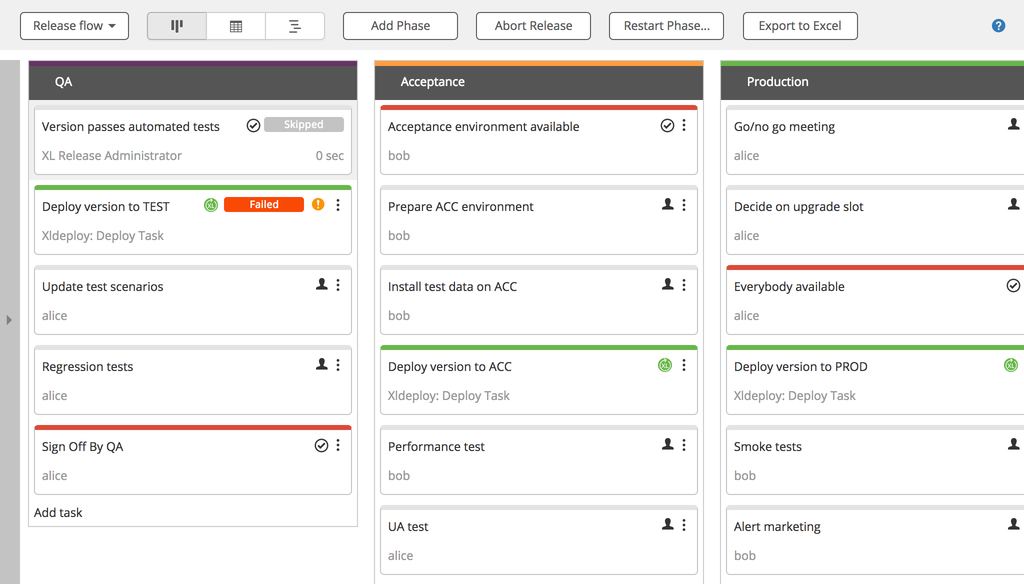 Release flow
Add Phase
Abort Release
Restart Phase...
Export to Excel
?
QA
Version passes automated tests
Skipped
XL Release Administrator
0 sec
Deploy version to TEST
XL
Failed
!
Xldeploy: Deploy Task
Update test scenarios
alice
Regression tests
alice
Sign Off By QA
alice
Add task
Acceptance
Acceptance environment available
bob
Prepare ACC environment
bob
Install test data on ACC
bob
Deploy version to ACC
XL
Xldeploy: Deploy Task
Performance test
bob
UA test
alice
Production
Go/no go meeting
alice
Decide on upgrade slot
alice
Everybody available
alice
Deploy version to PROD
XL
Xldeploy: Deploy Task
Smoke tests
bob
Alert marketing
bob